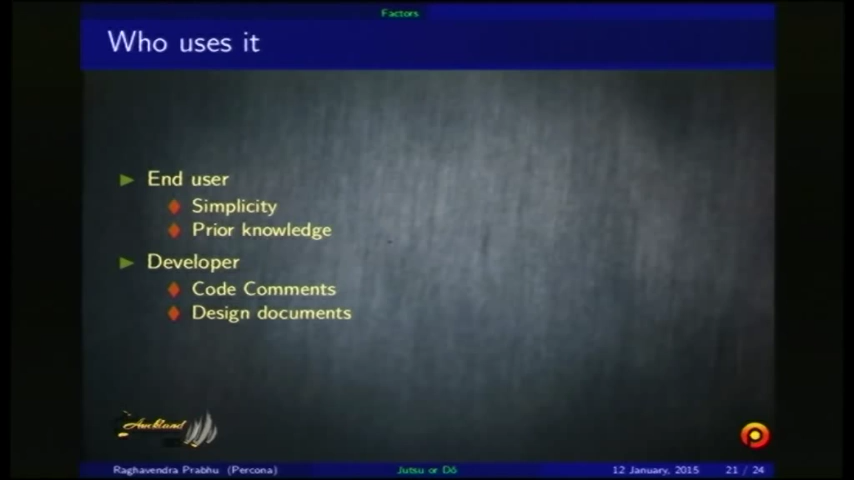 Factors
Who uses it
End user
Simplicity
Prior knowledge
Developer
Code Comments
Design documents
Auckland
Raghavendra Prabhu (Percona)
Jutsu or Dō
12 January, 2015
21 / 24